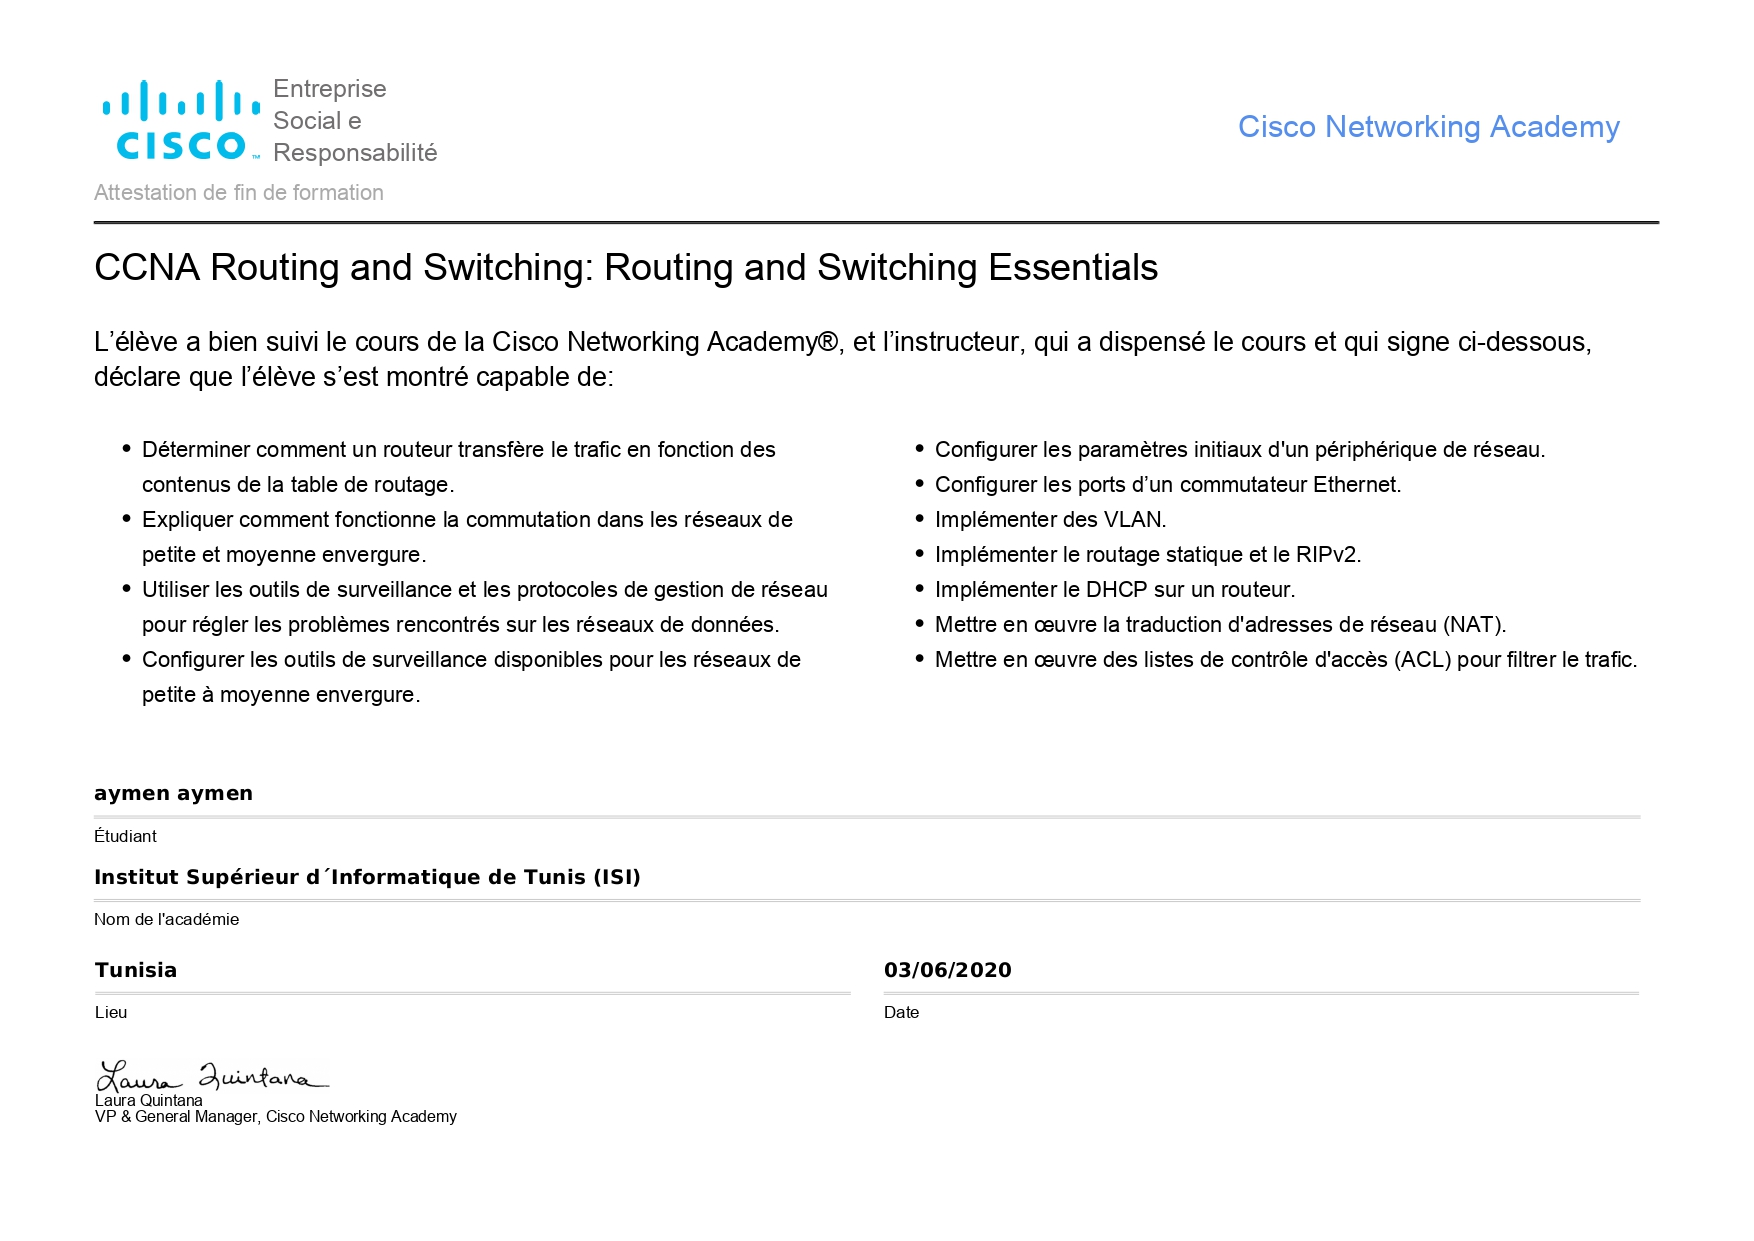 CISCO™
Entreprise
Social e
Responsabilité
Cisco Networking Academy
Attestation de fin de formation
CCNA Routing and Switching: Routing and Switching Essentials
L’élève a bien suivi le cours de la Cisco Networking Academy®, et l’instructeur, qui a dispensé le cours et qui signe ci-dessous,
déclare que l’élève s’est montré capable de:
• Déterminer comment un routeur transfère le trafic en fonction des
contenus de la table de routage.
• Expliquer comment fonctionne la commutation dans les réseaux de
petite et moyenne envergure.
• Utiliser les outils de surveillance et les protocoles de gestion de réseau
pour régler les problèmes rencontrés sur les réseaux de données.
• Configurer les outils de surveillance disponibles pour les réseaux de
petite à moyenne envergure.
• Configurer les paramètres initiaux d'un périphérique de réseau.
• Configurer les ports d’un commutateur Ethernet.
• Implémenter des VLAN.
• Implémenter le routage statique et le RIPv2.
• Implémenter le DHCP sur un routeur.
• Mettre en œuvre la traduction d'adresses de réseau (NAT).
• Mettre en œuvre des listes de contrôle d'accès (ACL) pour filtrer le trafic.
aymen aymen
Étudiant
Institut Supérieur d´Informatique de Tunis (ISI)
Nom de l'académie
Tunisia
Lieu
03/06/2020
Date
Laura Quintana
Laura Quintana
VP & General Manager, Cisco Networking Academy